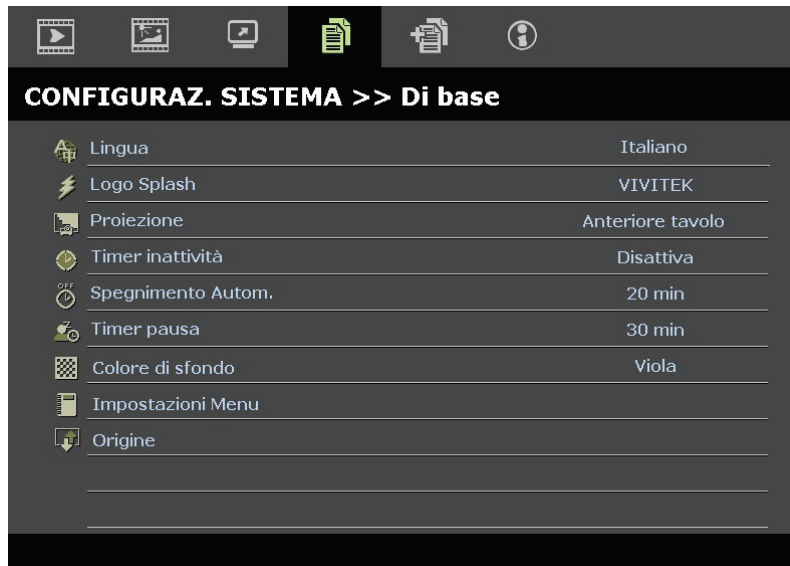 CONFIGURAZ. SISTEMA >> Di base
Lingua Italiano
Logo Splash VIVITEK
Proiezione Anteriore tavolo
Timer inattività Disattiva
OFF
Spegnimento Autom. 20 min
Timer pausa 30 min
Colore di sfondo Viola
Impostazioni Menu
Origine